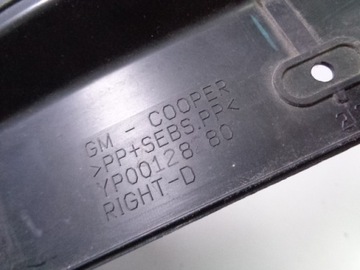 GM - COOPER
>PP+SEBS.PP<
YP00128 80
RIGHT-D